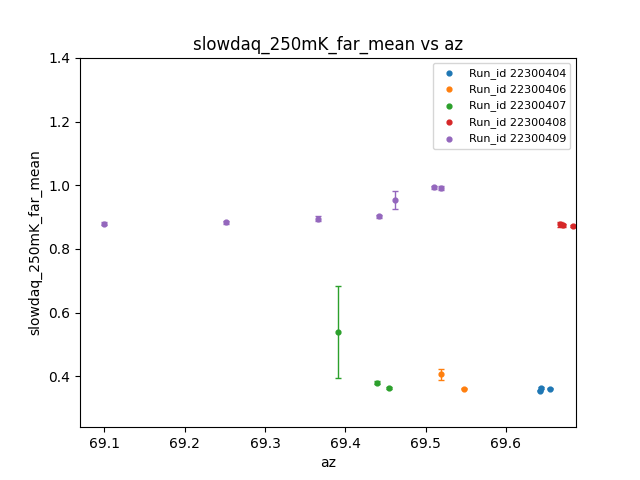 slowdaq_250mK_far_mean vs az
1.4
1.2
1.0
0.8
0.6
0.4
slowdaq_250mK_far_mean
Run_id 22300404
Run_id 22300406
Run_id 22300407
Run_id 22300408
Run_id 22300409
69.1 69.2 69.3 69.4 69.5 69.6
az